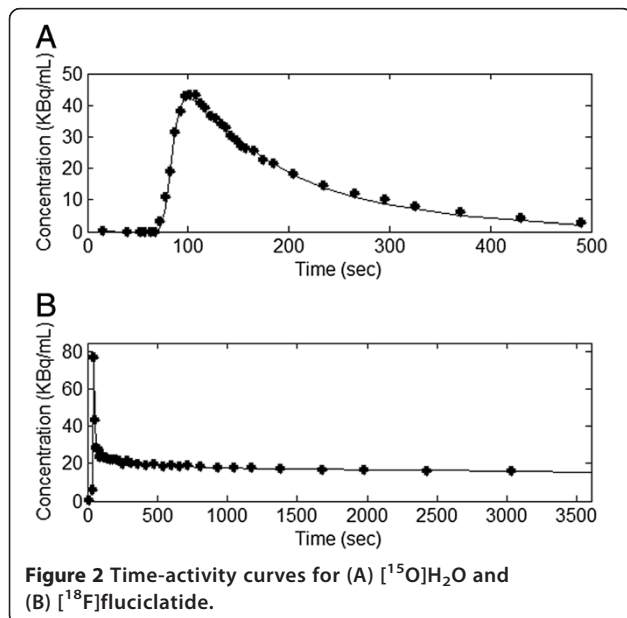 A
Concentration (KBq/mL)
50
40
30
20
10
0
0 100 200 300 400 500
Time (sec)
B
Concentration (KBq/mL)
80
60
40
20
0
0 500 1000 1500 2000 2500 3000 3500
Time (sec)
Figure 2 Time-activity curves for (A) [¹⁵O]H₂O and
(B) [¹⁸F]fluciclatide.